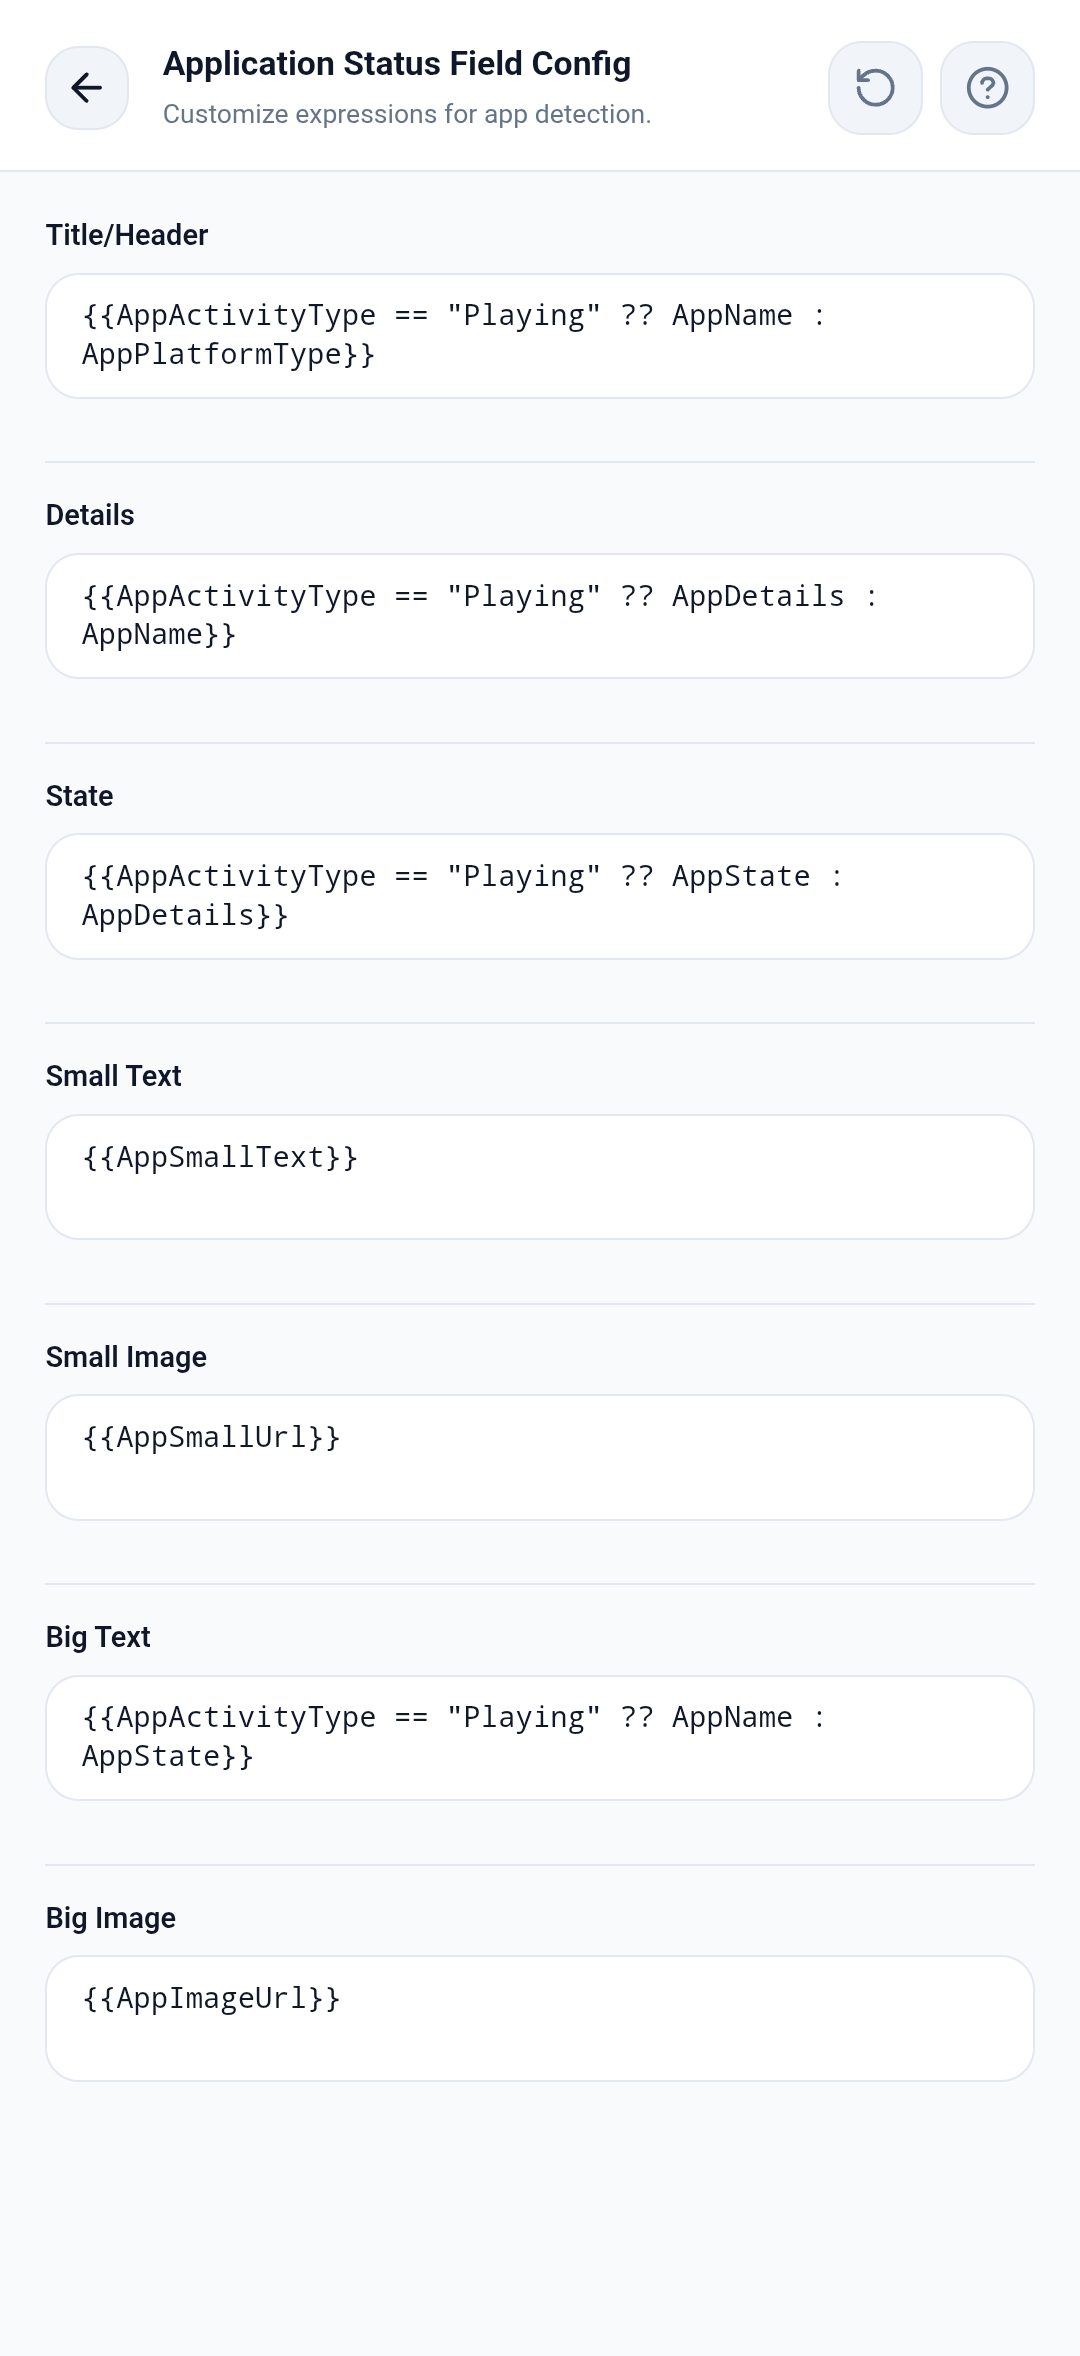 Application Status Field Config
Customize expressions for app detection.
Title/Header
{{AppActivityType == "Playing" ?? AppName :
AppPlatformType}}
Details
{{AppActivityType == "Playing" ?? AppDetails :
AppName}}
State
{{AppActivityType == "Playing" ?? AppState :
AppDetails}}
Small Text
{{AppSmallText}}
Small Image
{{AppSmallUrl}}
Big Text
{{AppActivityType == "Playing" ?? AppName :
AppState}}
Big Image
{{AppImageUrl}}